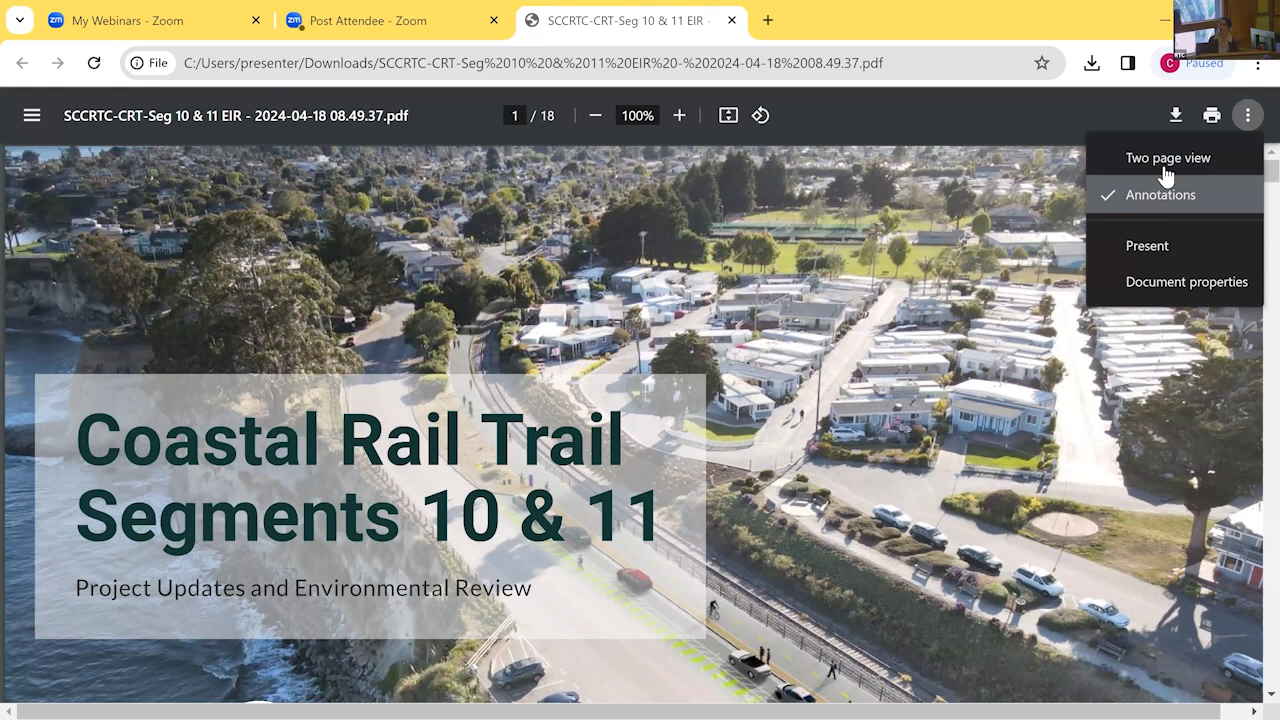 My Webinars - Zoom
Post Attendee - Zoom
SCCRTC-CRT-Seg 10 & 11 EIR -
File
C:/Users/presenter/Downloads/SCCRTC-CRT-S
%2011%20EIR%20-%202024-04-18%2008.49.37.pdf
C
Paused
SCCRTC-CRT-Seg 10 & 11 EIR - 2024-04-18 08.49.37.pdf
1 / 18
100%
Two page view
Annotations
Present
Document properties
Coastal Rail Trail
Segments 10 & 11
Project Updates and Environmental Review